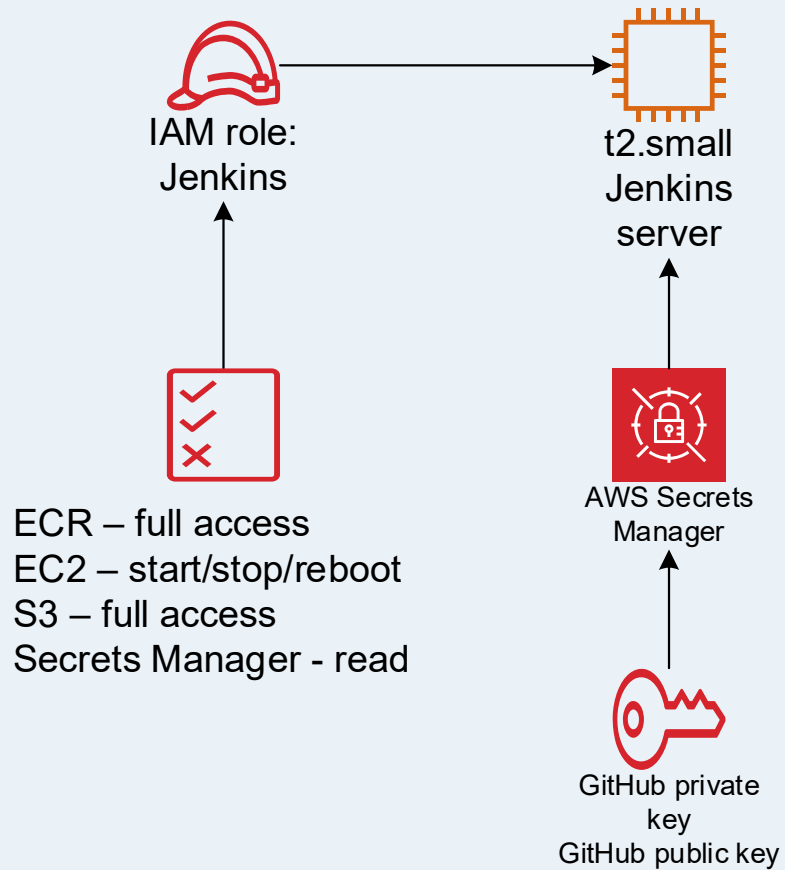 IAM role:
Jenkins
t2.small
Jenkins
server
ECR – full access
EC2 – start/stop/reboot
S3 – full access
Secrets Manager - read
AWS Secrets
Manager
GitHub private
key
GitHub public key